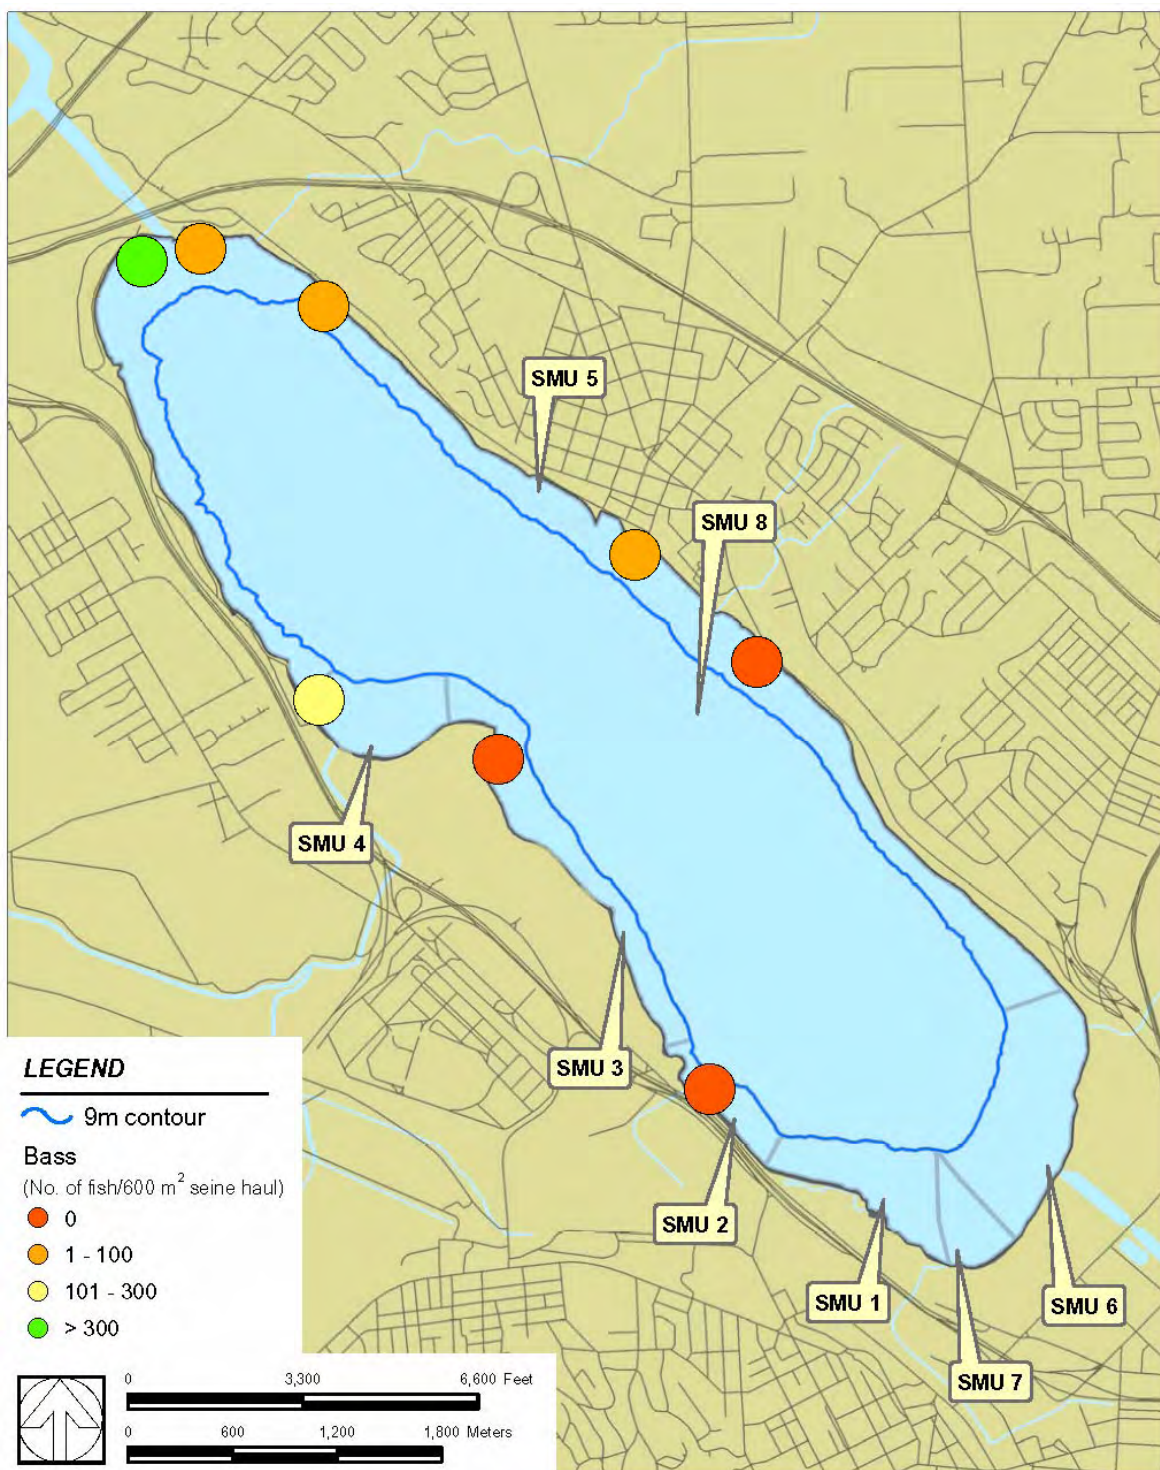 SMU 5
SMU 8
SMU 4
SMU 3
SMU 2
SMU 1
SMU 6
SMU 7
LEGEND
9m contour
Bass
(No. of fish/600 m² seine haul)
0
1 - 100
101 - 300
> 300
0 3,300 6,600 Feet
0 600 1,200 1,800 Meters